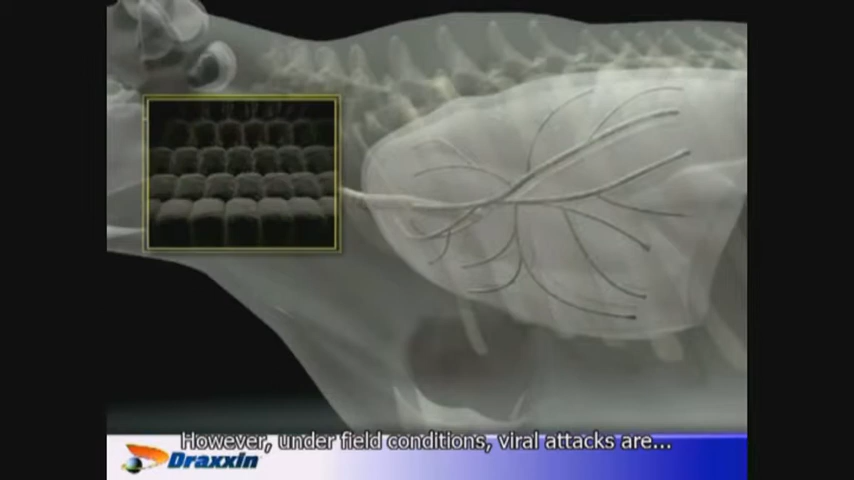 However, under field conditions, viral attacks are...
Draxxin